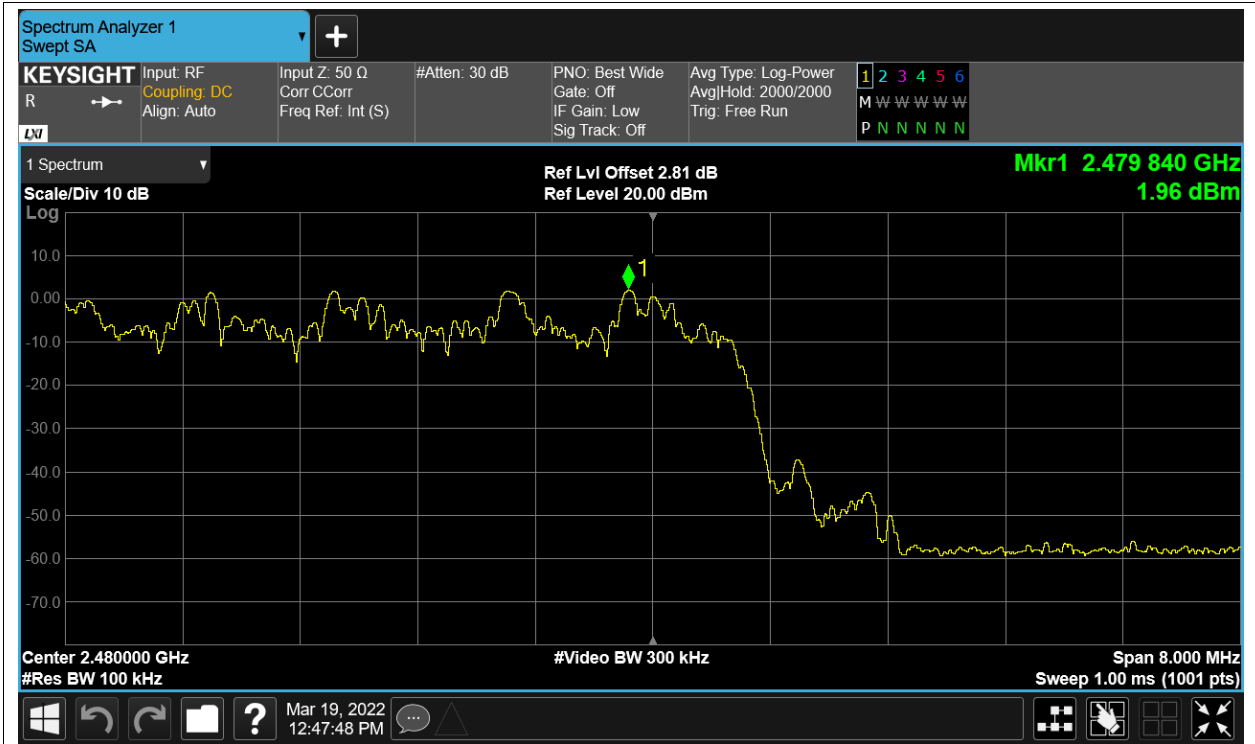 Spectrum Analyzer 1
Swept SA
KEYSIGHT
R
LXI
Input: RF
Coupling: DC
Align: Auto
Input Z: 50 Ω
Corr CCorr
Freq Ref: Int (S)
#Atten: 30 dB
PNO: Best Wide
Gate: Off
IF Gain: Low
Sig Track: Off
Avg Type: Log-Power
Avg|Hold: 2000/2000
Trig: Free Run
1 2 3 4 5 6
M W W W W W
P N N N N N
1 Spectrum
Scale/Div 10 dB
Log
Ref Lvl Offset 2.81 dB
Ref Level 20.00 dBm
Mkr1 2.479 840 GHz
1.96 dBm
1
10.0
0.00
-10.0
-20.0
-30.0
-40.0
-50.0
-60.0
-70.0
Center 2.480000 GHz
#Res BW 100 kHz
#Video BW 300 kHz
Span 8.000 MHz
Sweep 1.00 ms (1001 pts)
?
Mar 19, 2022
12:47:48 PM